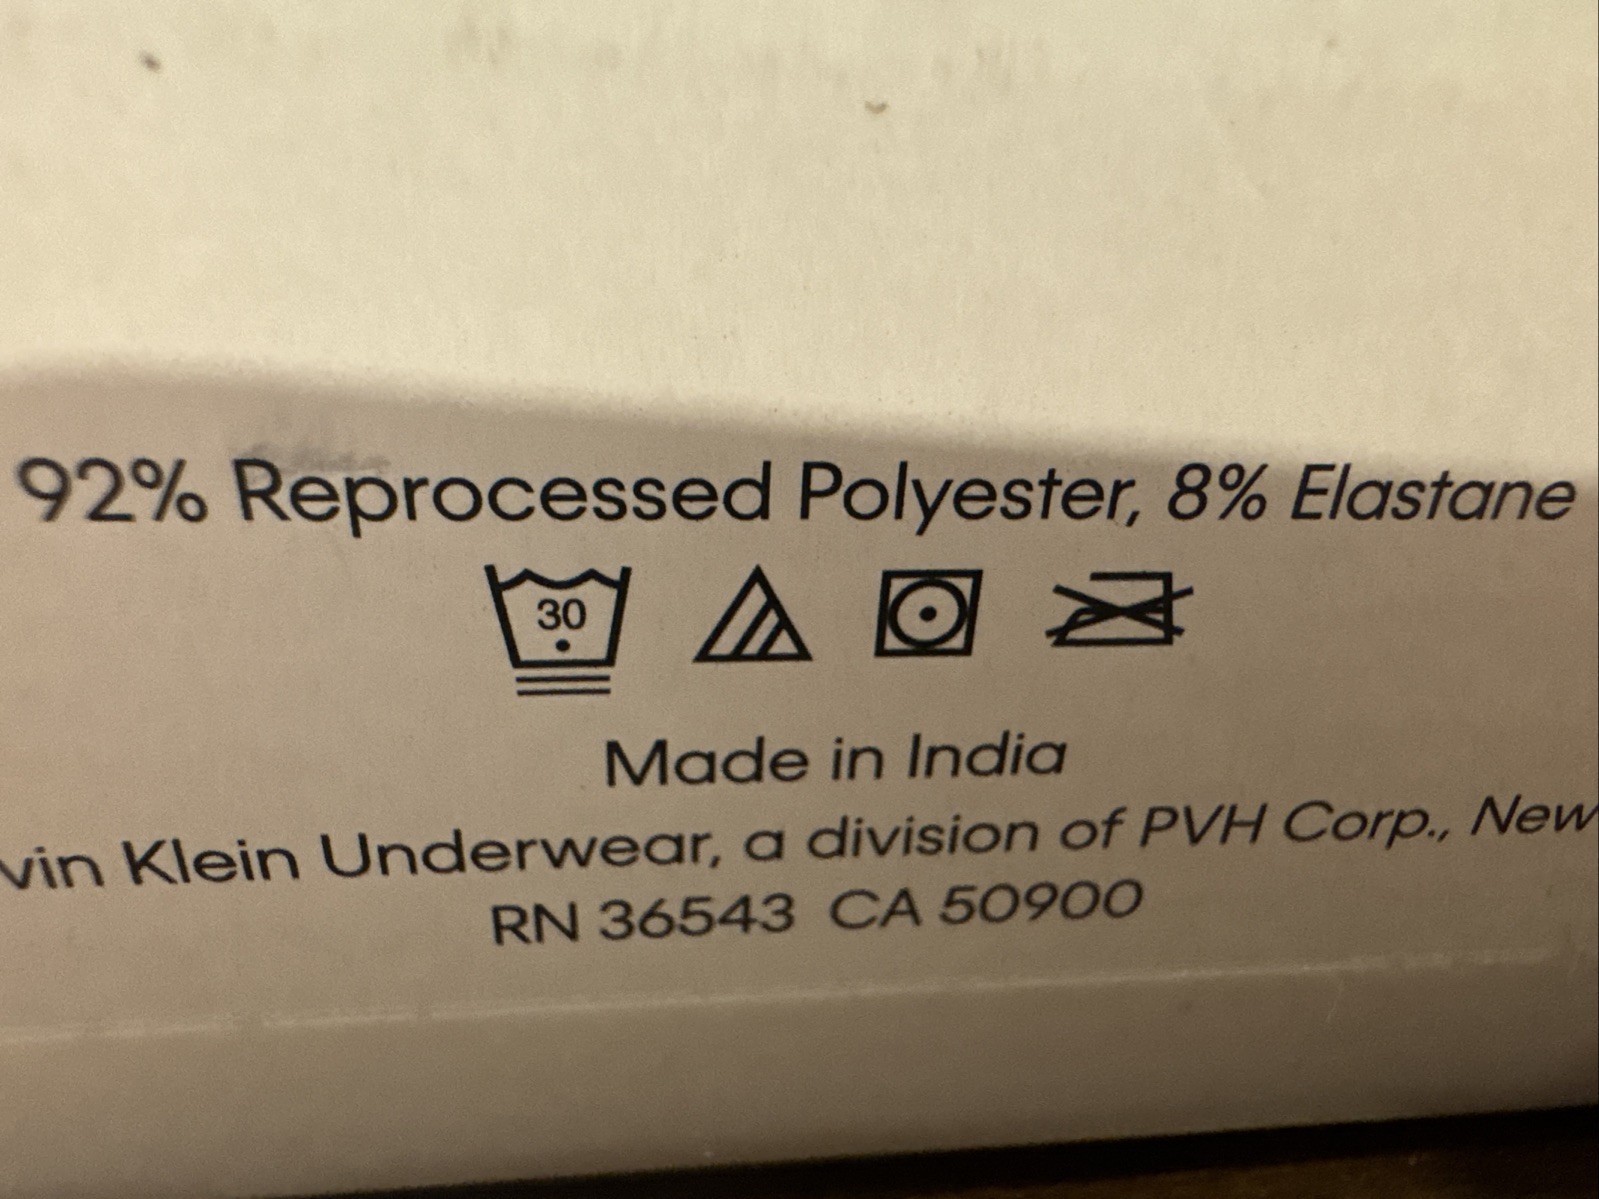 92% Reprocessed Polyester, 8% Elastane
30
Made in India
vin Klein Underwear, a division of PVH Corp., New
RN 36543 CA 50900